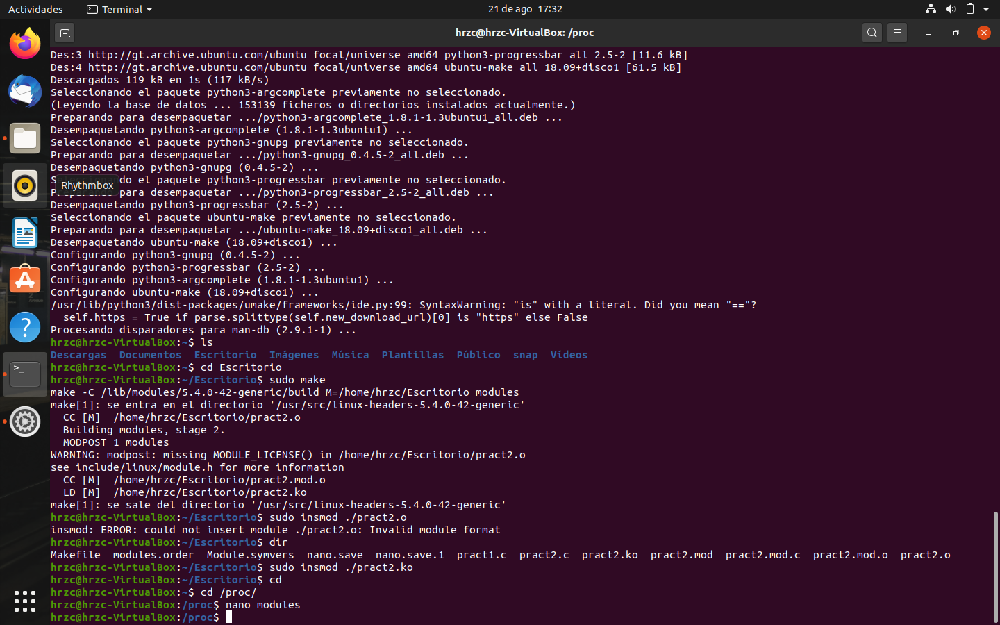 Actividades
Terminal
21 de ago 17:32
hrzc@hrzc-VirtualBox: /proc
Des:3 http://gt.archive.ubuntu.com/ubuntu focal/universe amd64 python3-progressbar all 2.5-2 [11.6 kB]
Des:4 http://gt.archive.ubuntu.com/ubuntu focal/universe amd64 ubuntu-make all 18.09+disco1 [61.5 kB]
Descargados 119 kB en 1s (117 kB/s)
Seleccionando el paquete python3-argcomplete previamente no seleccionado.
(Leyendo la base de datos ... 153139 ficheros o directorios instalados actualmente.)
Preparando para desempaquetar .../python3-argcomplete_1.8.1-1.3ubuntu1_all.deb ...
Desempaquetando python3-argcomplete (1.8.1-1.3ubuntu1) ...
Seleccionando el paquete python3-gnupg previamente no seleccionado.
Preparando para desempaquetar .../python3-gnupg_0.4.5-2_all.deb ...
Desempaquetando python3-gnupg (0.4.5-2) ...
Seleccionando el paquete python3-progressbar previamente no seleccionado.
Rhythmbox
Preparando para desempaquetar .../python3-progressbar_2.5-2_all.deb ...
Desempaquetando python3-progressbar (2.5-2) ...
Seleccionando el paquete ubuntu-make previamente no seleccionado.
Preparando para desempaquetar .../ubuntu-make_18.09+disco1_all.deb ...
Desempaquetando ubuntu-make (18.09+disco1) ...
Configurando python3-gnupg (0.4.5-2) ...
Configurando python3-progressbar (2.5-2) ...
Configurando python3-argcomplete (1.8.1-1.3ubuntu1) ...
Configurando ubuntu-make (18.09+disco1) ...
/usr/lib/python3/dist-packages/umake/frameworks/ide.py:99: SyntaxWarning: "is" with a literal. Did you mean "=="?
self.https = True if parse.splittype(self.new_download_url)[0] is "https" else False
Procesando disparadores para man-db (2.9.1-1) ...
hrzc@hrzc-VirtualBox:~$ ls
Descargas Documentos Escritorio Imágenes Música Plantillas Público snap Vídeos
hrzc@hrzc-VirtualBox:~$ cd Escritorio
hrzc@hrzc-VirtualBox:~/Escritorio$ sudo make
make -C /lib/modules/5.4.0-42-generic/build M=/home/hrzc/Escritorio modules
make[1]: se entra en el directorio '/usr/src/linux-headers-5.4.0-42-generic'
CC [M] /home/hrzc/Escritorio/pract2.o
Building modules, stage 2.
MODPOST 1 modules
WARNING: modpost: missing MODULE_LICENSE() in /home/hrzc/Escritorio/pract2.o
see include/linux/module.h for more information
CC [M] /home/hrzc/Escritorio/pract2.mod.o
LD [M] /home/hrzc/Escritorio/pract2.ko
make[1]: se sale del directorio '/usr/src/linux-headers-5.4.0-42-generic'
hrzc@hrzc-VirtualBox:~/Escritorio$ sudo insmod ./pract2.o
insmod: ERROR: could not insert module ./pract2.o: Invalid module format
hrzc@hrzc-VirtualBox:~/Escritorio$ dir
Makefile modules.order Module.symvers nano.save nano.save.1 pract1.c pract2.c pract2.ko pract2.mod pract2.mod.c pract2.mod.o pract2.o
hrzc@hrzc-VirtualBox:~/Escritorio$ sudo insmod ./pract2.ko
hrzc@hrzc-VirtualBox:~/Escritorio$ cd
hrzc@hrzc-VirtualBox:~$ cd /proc/
hrzc@hrzc-VirtualBox:/proc$ nano modules
hrzc@hrzc-VirtualBox:/proc$